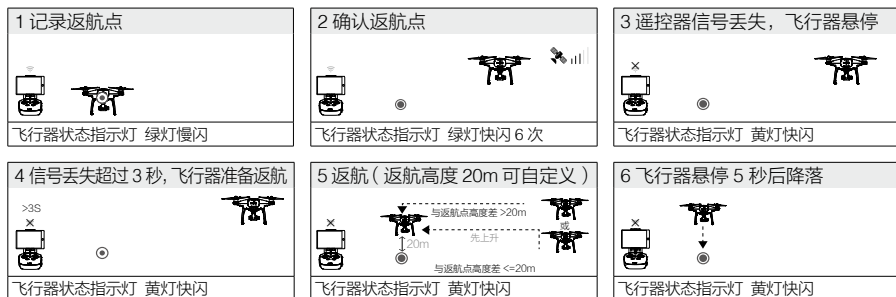 1 记录返航点
飞行器状态指示灯 绿灯慢闪
2 确认返航点
飞行器状态指示灯 绿灯快闪 6 次
3 遥控器信号丢失，飞行器悬停
×
飞行器状态指示灯 黄灯快闪
4 信号丢失超过 3 秧, 飞行器准备返航
>3S
×
飞行器状态指示灯 黄灯快闪
5 返航 ( 返航高度 20m 可自定义 )
与返航点高度差 >20m
或
×
先上升
20m
与返航点高度差 <=20m
飞行器状态指示灯 黄灯快闪
6 飞行器悬停 5 秒后降落
×
飞行器状态指示灯 黄灯快闪